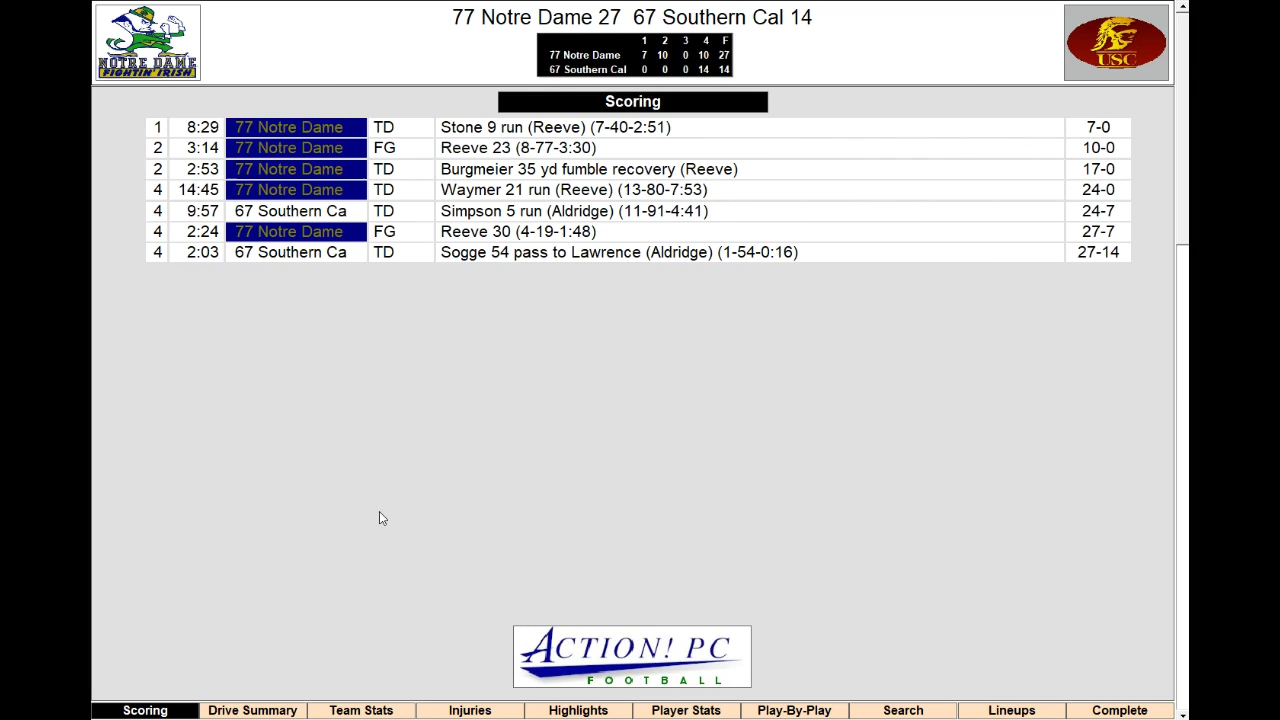 77 Notre Dame 27  67 Southern Cal 14
NOTRE DAME
FIGHTIN' IRISH
USC
1 2 3 4 F
77 Notre Dame 7 10 0 10 27
67 Southern Cal 0 0 0 14 14
Scoring
1 8:29 77 Notre Dame TD Stone 9 run (Reeve) (7-40-2:51) 7-0
2 3:14 77 Notre Dame FG Reeve 23 (8-77-3:30) 10-0
2 2:53 77 Notre Dame TD Burgmeier 35 yd fumble recovery (Reeve) 17-0
4 14:45 77 Notre Dame TD Waymer 21 run (Reeve) (13-80-7:53) 24-0
4 9:57 67 Southern Ca TD Simpson 5 run (Aldridge) (11-91-4:41) 24-7
4 2:24 77 Notre Dame FG Reeve 30 (4-19-1:48) 27-7
4 2:03 67 Southern Ca TD Sogge 54 pass to Lawrence (Aldridge) (1-54-0:16) 27-14
ACTION! PC
FOOTBALL
Scoring Drive Summary Team Stats Injuries Highlights Player Stats Play-By-Play Search Lineups Complete